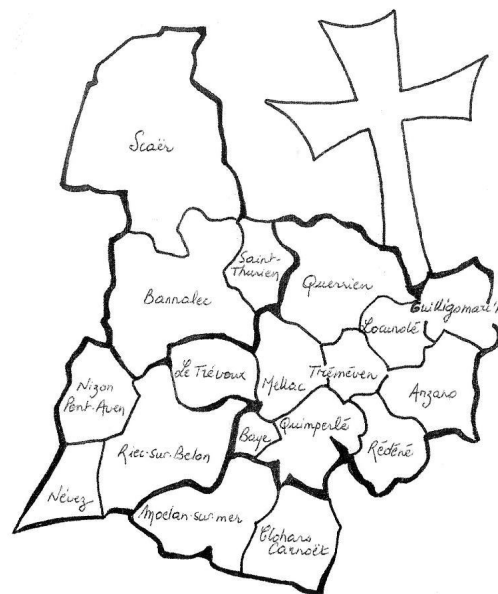 Scaër
Saint-
Thurien
Querrien
Bannalec
Guilligomarc'h
Locunolé
Le Trévoux
Mellac
Tréméven
Arzano
Nizon
Pont-Aven
Baye
Quimperlé
Rédéné
Riec-sur-Belon
Névez
Moëlan-sur-mer
Clohars
Carnoët